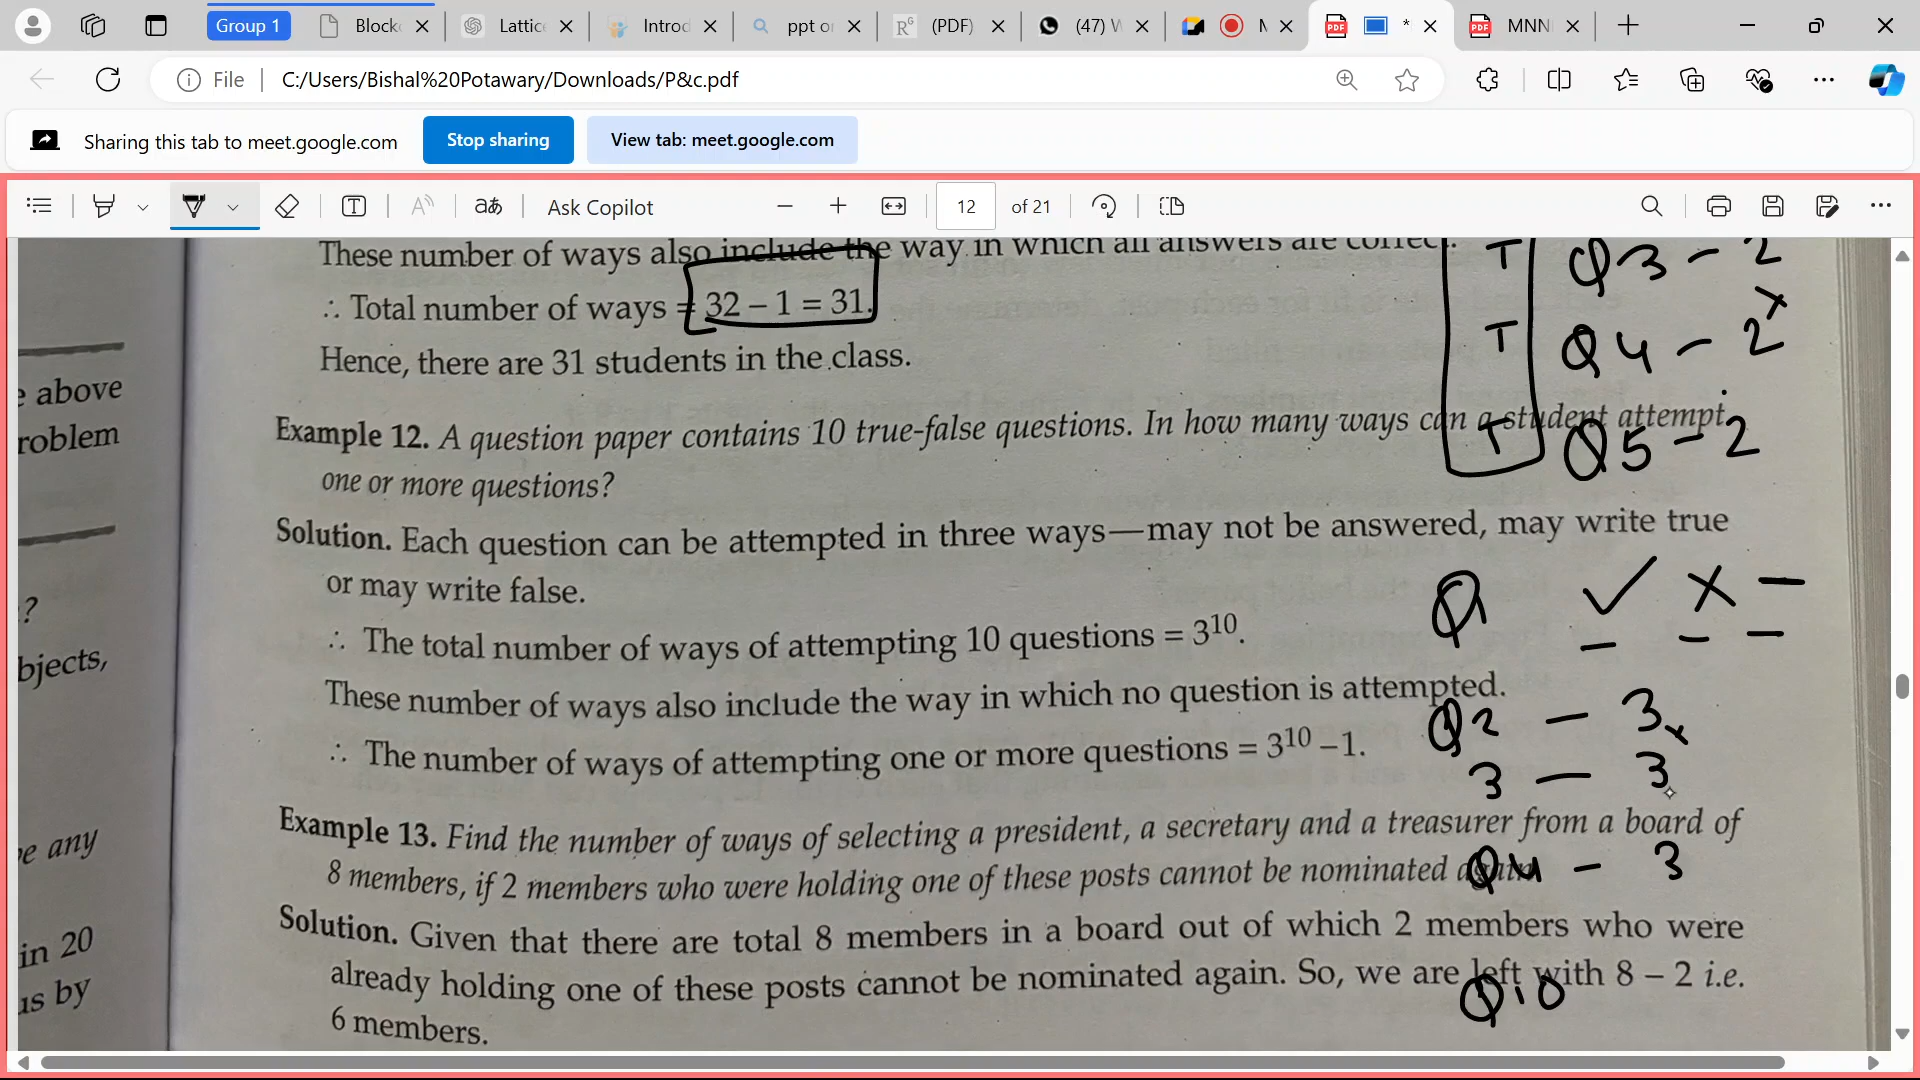 Group 1
Block
Lattice
Introd
ppt or
(PDF)
(47) W
M
*
MNN
File
C:/Users/Bishal%20Potawary/Downloads/P&c.pdf
Sharing this tab to meet.google.com
Stop sharing
View tab: meet.google.com
Ask Copilot
12 of 21
These number of ways also include the way in which all answers are correct.
∴ Total number of ways = 32 – 1 = 31.
Hence, there are 31 students in the class.
Example 12. A question paper contains 10 true-false questions. In how many ways can a student attempt
one or more questions?
Solution. Each question can be attempted in three ways—may not be answered, may write true
or may write false.
∴ The total number of ways of attempting 10 questions = 3^10.
These number of ways also include the way in which no question is attempted.
∴ The number of ways of attempting one or more questions = 3^10 –1.
Example 13. Find the number of ways of selecting a president, a secretary and a treasurer from a board of
8 members, if 2 members who were holding one of these posts cannot be nominated again.
Solution. Given that there are total 8 members in a board out of which 2 members who were
already holding one of these posts cannot be nominated again. So, we are left with 8 – 2 i.e.
6 members.
above
roblem
?
bjects,
e any
in 20
us by
T Q3 – 2
T Q4 – 2 x
T Q5 – 2
Q ✓ X –
– – –
Q2 – 3 x
3 – 3
Q4 – 3
Q10